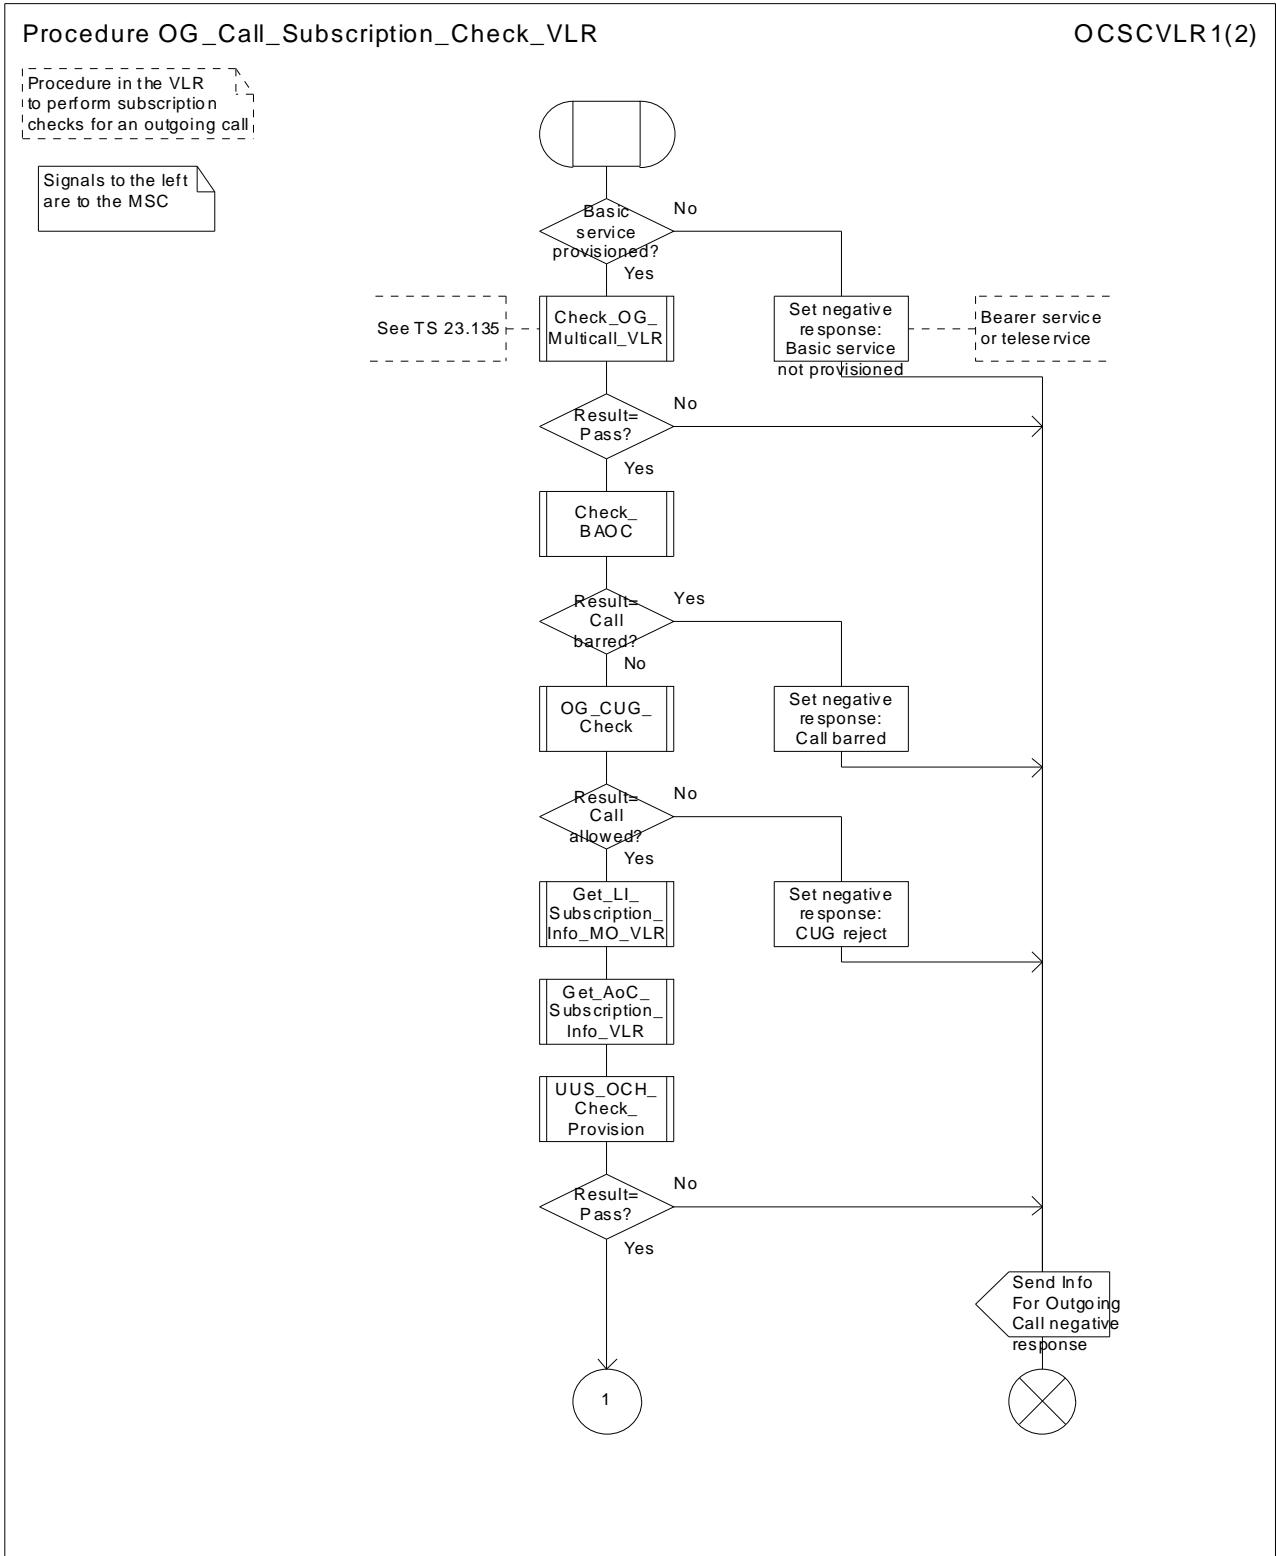 Procedure OG_Call_Subscription_Check_VLR
OCSCVLR1(2)
Procedure in the VLR
to perform subscription
checks for an outgoing call
Signals to the left
are to the MSC
Basic
service
provisioned?
No
Yes
See TS 23.135
Check_OG_
Multicall_VLR
Set negative
response:
Basic service
not provisioned
Bearer service
or teleservice
Result=
Pass?
No
Yes
Check_
BAOC
Result=
Call
barred?
Yes
No
OG_CUG_
Check
Set negative
response:
Call barred
Result=
Call
allowed?
No
Yes
Get_LI_
Subscription_
Info_MO_VLR
Set negative
response:
CUG reject
Get_AoC_
Subscription_
Info_VLR
UUS_OCH_
Check_
Provision
Result=
Pass?
No
Yes
Send Info
For Outgoing
Call negative
response
1